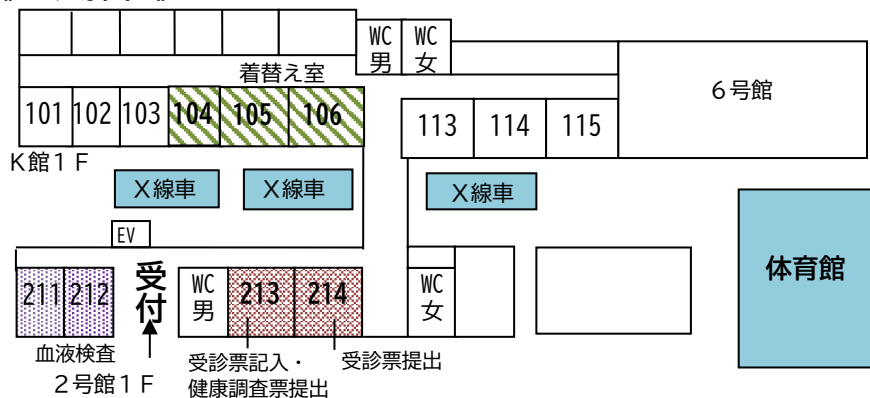 WC
男
WC
女
着替え室
6号館
101
102
103
104
105
106
113
114
115
K館1F
X線車
X線車
X線車
EV
体育館
211
212
受付
WC
男
213
214
WC
女
血液検査
2号館1F
受診票記入・
健康調査票提出
受診票提出